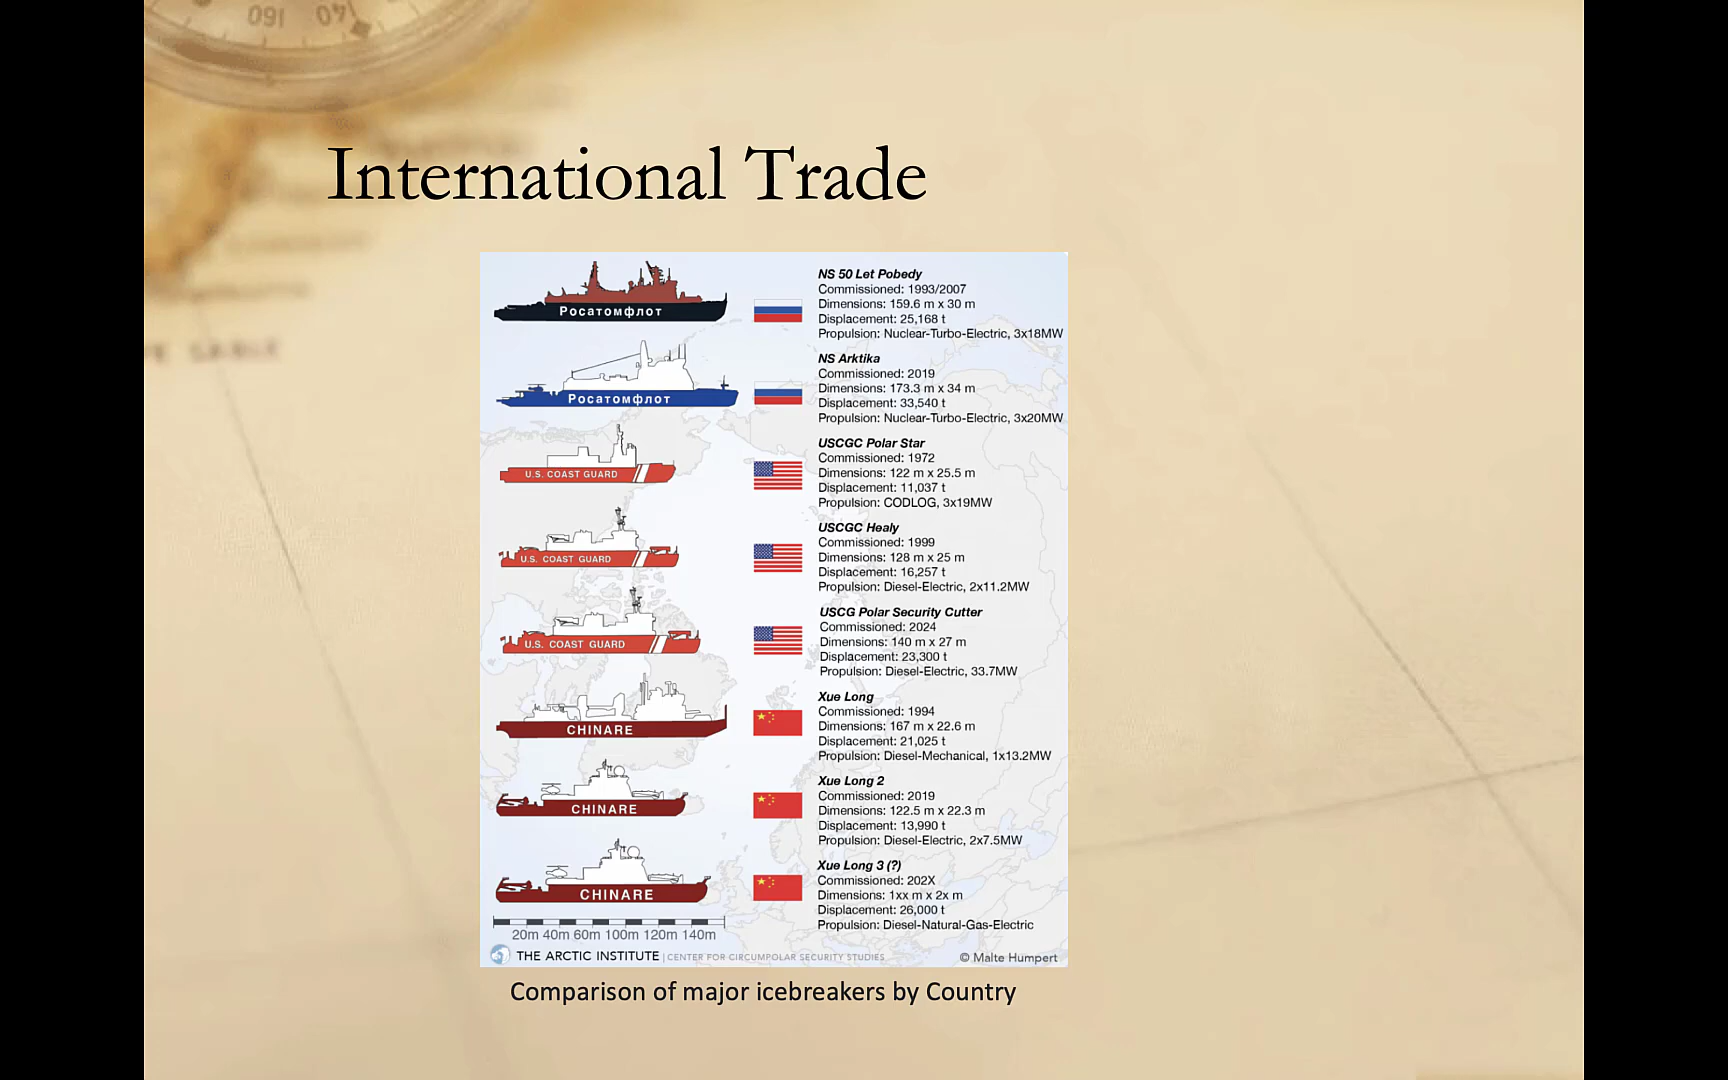 160 40
PE SABLE
International Trade
Росатомфлот
NS 50 Let Pobedy
Commissioned: 1993/2007
Dimensions: 159.6 m x 30 m
Displacement: 25,168 t
Propulsion: Nuclear-Turbo-Electric, 3x18MW
Росатомфлот
NS Arktika
Commissioned: 2019
Dimensions: 173.3 m x 34 m
Displacement: 33,540 t
Propulsion: Nuclear-Turbo-Electric, 3x20MW
U.S. COAST GUARD
USCGC Polar Star
Commissioned: 1972
Dimensions: 122 m x 25.5 m
Displacement: 11,037 t
Propulsion: CODLOG, 3x19MW
U.S. COAST GUARD
USCGC Healy
Commissioned: 1999
Dimensions: 128 m x 25 m
Displacement: 16,257 t
Propulsion: Diesel-Electric, 2x11.2MW
U.S. COAST GUARD
USCG Polar Security Cutter
Commissioned: 2024
Dimensions: 140 m x 27 m
Displacement: 23,300 t
Propulsion: Diesel-Electric, 33.7MW
CHINARE
Xue Long
Commissioned: 1994
Dimensions: 167 m x 22.6 m
Displacement: 21,025 t
Propulsion: Diesel-Mechanical, 1x13.2MW
CHINARE
Xue Long 2
Commissioned: 2019
Dimensions: 122.5 m x 22.3 m
Displacement: 13,990 t
Propulsion: Diesel-Electric, 2x7.5MW
CHINARE
Xue Long 3 (?)
Commissioned: 202X
Dimensions: 1xx m x 2x m
Displacement: 26,000 t
Propulsion: Diesel-Natural-Gas-Electric
20m 40m 60m 100m 120m 140m
THE ARCTIC INSTITUTE | CENTER FOR CIRCUMPOLAR SECURITY STUDIES
© Malte Humpert
Comparison of major icebreakers by Country